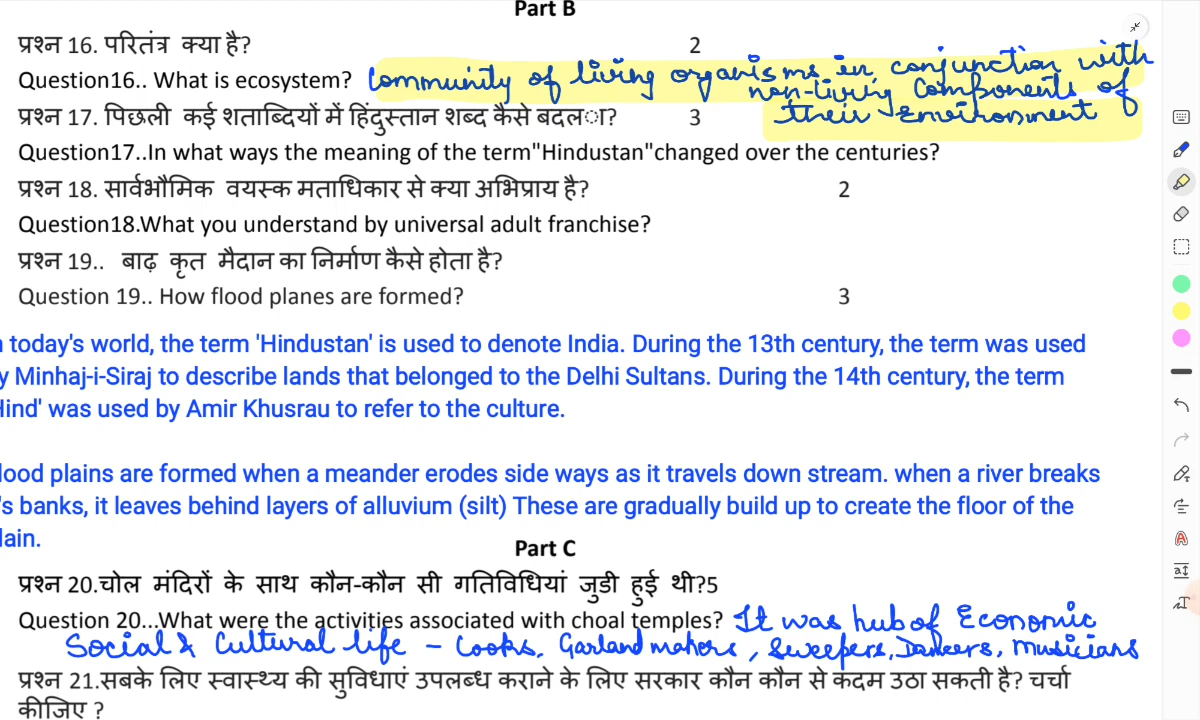 Part B
प्रश्न 16. परितंत्र क्या है? 2
Question16.. What is ecosystem? Community of living organisms in conjunction with
non-living Components of
their Environment
प्रश्न 17. पिछली कई शताब्दियों में हिंदुस्तान शब्द कैसे बदलाा? 3
Question17..In what ways the meaning of the term"Hindustan"changed over the centuries?
प्रश्न 18. सार्वभौमिक वयस्क मताधिकार से क्या अभिप्राय है? 2
Question18.What you understand by universal adult franchise?
प्रश्न 19.. बाढ़ कृत मैदान का निर्माण कैसे होता है?
Question 19.. How flood planes are formed? 3
today's world, the term 'Hindustan' is used to denote India. During the 13th century, the term was used
y Minhaj-i-Siraj to describe lands that belonged to the Delhi Sultans. During the 14th century, the term
Hind' was used by Amir Khusrau to refer to the culture.
lood plains are formed when a meander erodes side ways as it travels down stream. when a river breaks
's banks, it leaves behind layers of alluvium (silt) These are gradually build up to create the floor of the
lain.
Part C
प्रश्न 20.चोल मंदिरों के साथ कौन-कौन सी गतिविधियां जुडी हुई थी?5
Question 20...What were the activities associated with choal temples? It was hub of Economic
Social & Cultural life - Cooks, Garland makers, Sweepers, Dancers, musicians
प्रश्न 21.सबके लिए स्वास्थ्य की सुविधाएं उपलब्ध कराने के लिए सरकार कौन कौन से कदम उठा सकती है? चर्चा
कीजिए ?